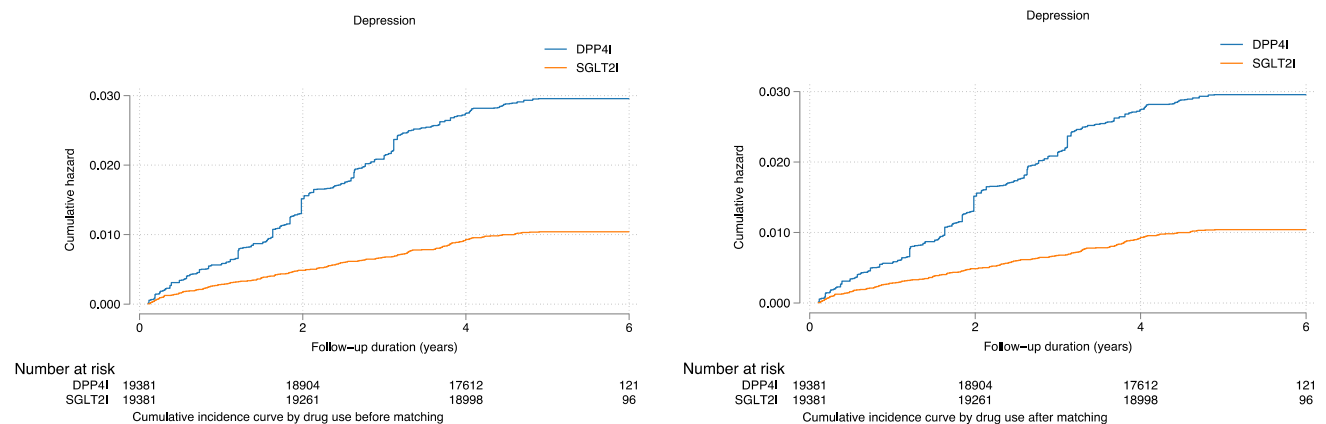 Depression
DPP4I
SGLT2I
0.030
0.020
0.010
0.000
Cumulative hazard
0 2 4 6
Follow-up duration (years)
Number at risk
DPP4I 19381 18904 17612 121
SGLT2I 19381 19261 18998 96
Cumulative incidence curve by drug use before matching
Depression
DPP4I
SGLT2I
0.030
0.020
0.010
0.000
Cumulative hazard
0 2 4 6
Follow-up duration (years)
Number at risk
DPP4I 19381 18904 17612 121
SGLT2I 19381 19261 18998 96
Cumulative incidence curve by drug use after matching